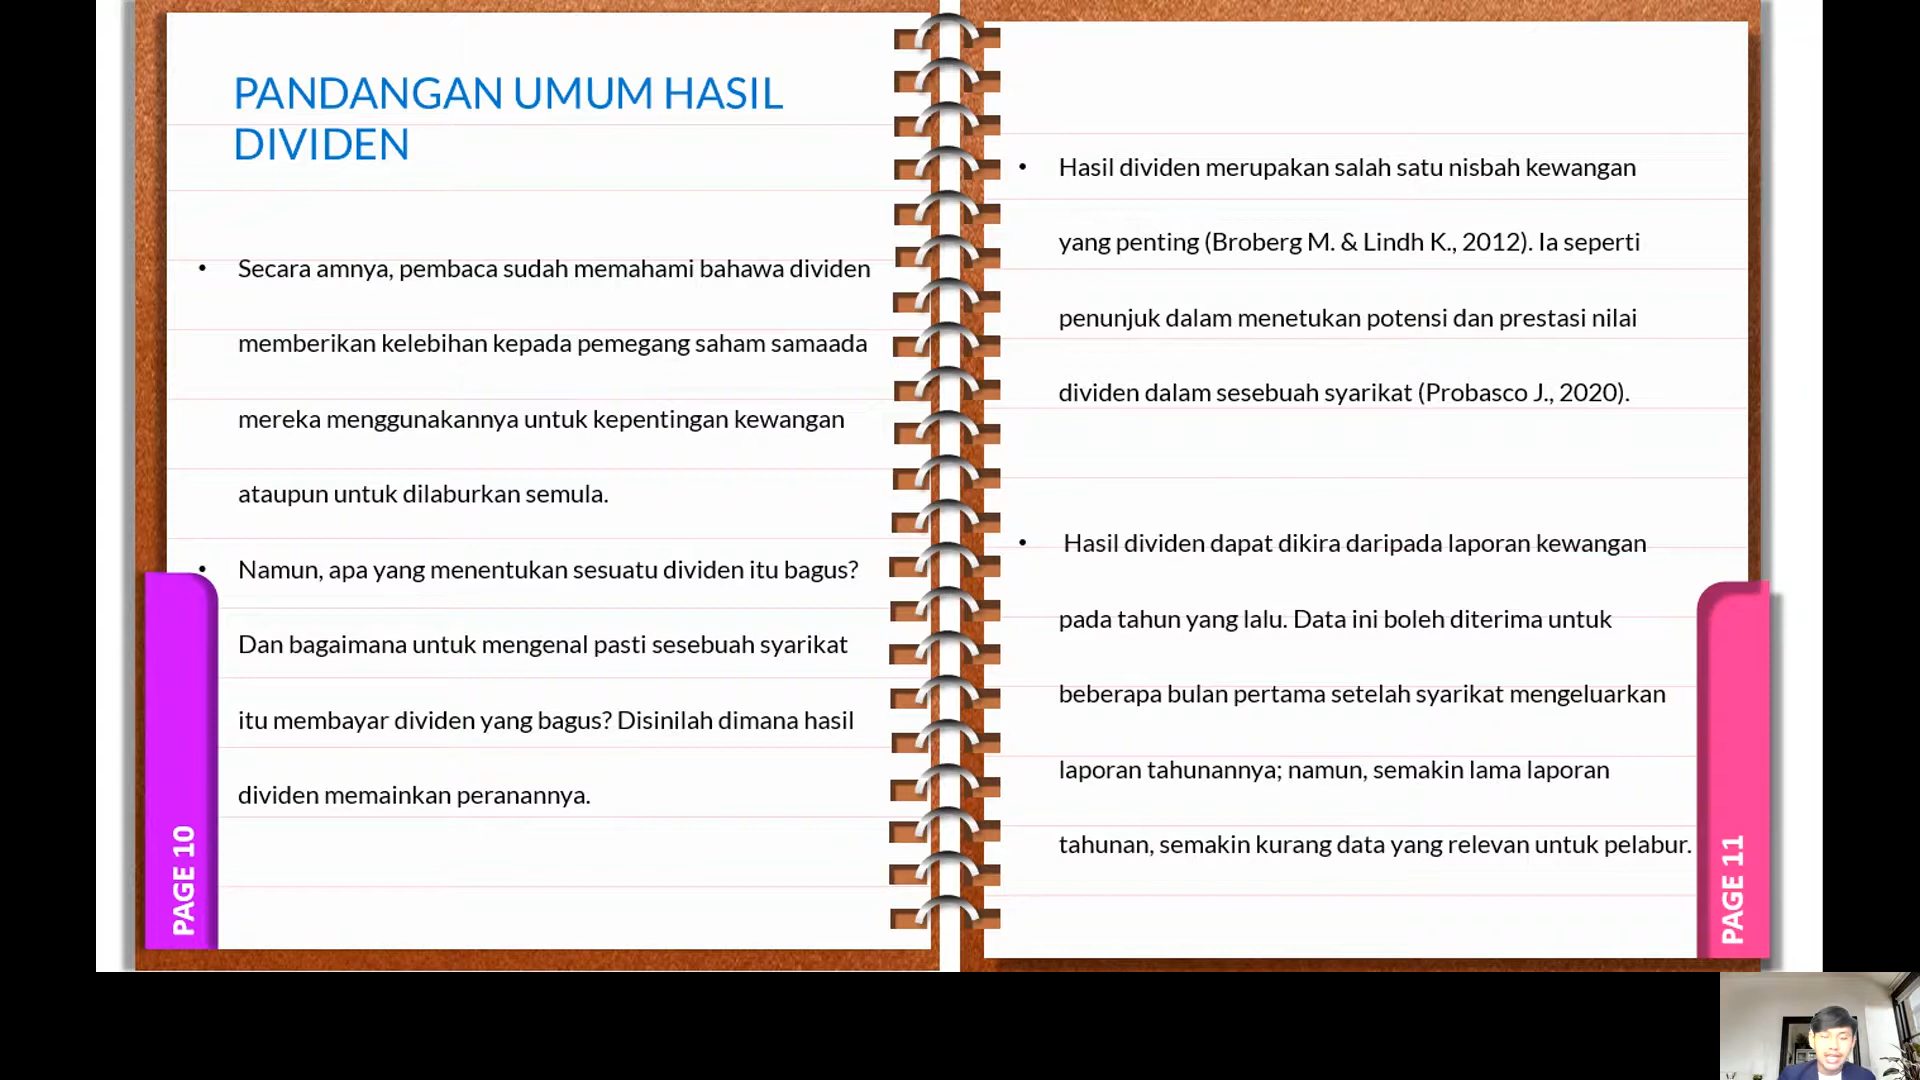 PANDANGAN UMUM HASIL
DIVIDEN
• Secara amnya, pembaca sudah memahami bahawa dividen
memberikan kelebihan kepada pemegang saham samaada
mereka menggunakannya untuk kepentingan kewangan
ataupun untuk dilaburkan semula.
• Namun, apa yang menentukan sesuatu dividen itu bagus?
Dan bagaimana untuk mengenal pasti sesebuah syarikat
itu membayar dividen yang bagus? Disinilah dimana hasil
dividen memainkan peranannya.
PAGE 10
• Hasil dividen merupakan salah satu nisbah kewangan
yang penting (Broberg M. & Lindh K., 2012). Ia seperti
penunjuk dalam menetukan potensi dan prestasi nilai
dividen dalam sesebuah syarikat (Probasco J., 2020).
• Hasil dividen dapat dikira daripada laporan kewangan
pada tahun yang lalu. Data ini boleh diterima untuk
beberapa bulan pertama setelah syarikat mengeluarkan
laporan tahunannya; namun, semakin lama laporan
tahunan, semakin kurang data yang relevan untuk pelabur.
PAGE 11